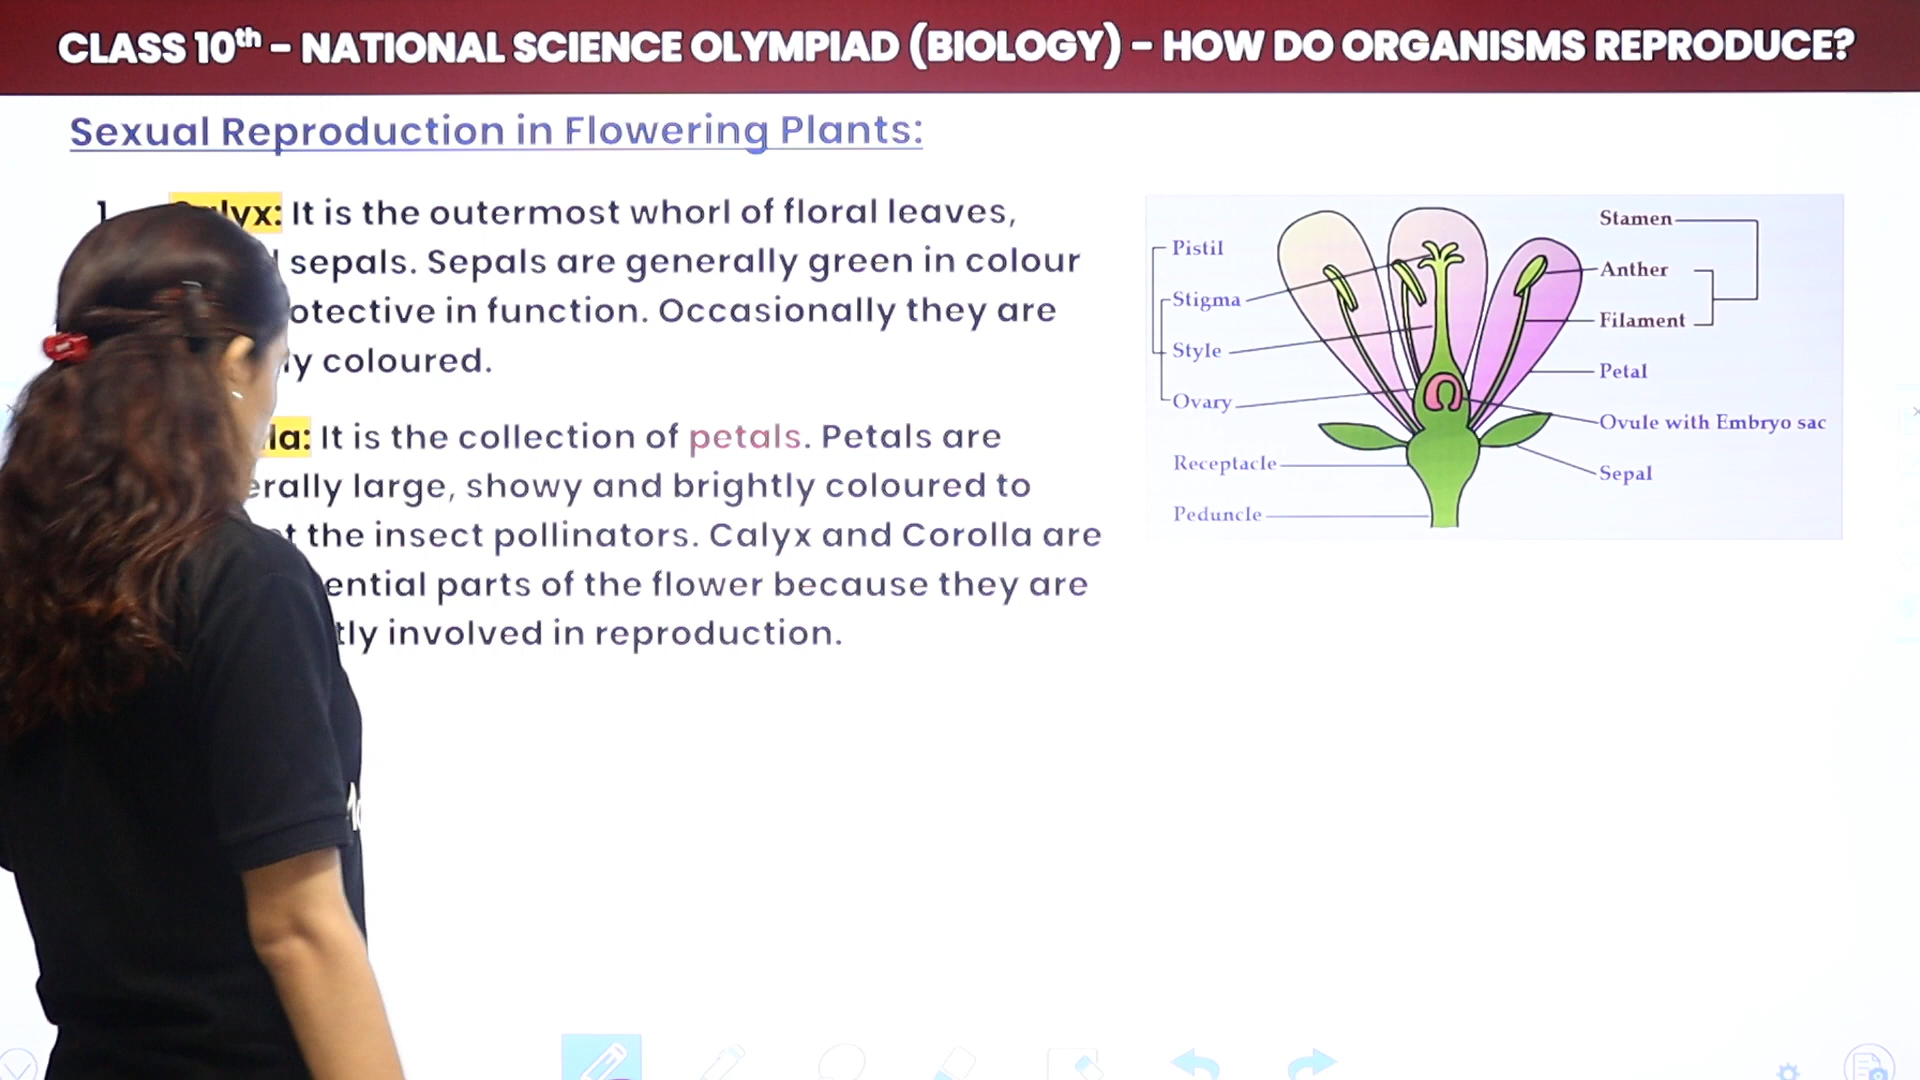 CLASS 10th – NATIONAL SCIENCE OLYMPIAD (BIOLOGY) – HOW DO ORGANISMS REPRODUCE?
Sexual Reproduction in Flowering Plants:
It is the outermost whorl of floral leaves,
sepals. Sepals are generally green in colour
in function. Occasionally they are
coloured.
It is the collection of petals. Petals are
large, showy and brightly coloured to
the insect pollinators. Calyx and Corolla are
parts of the flower because they are
involved in reproduction.
Pistil
Stigma
Style
Ovary
Receptacle
Peduncle
Stamen
Anther
Filament
Petal
Ovule with Embryo sac
Sepal